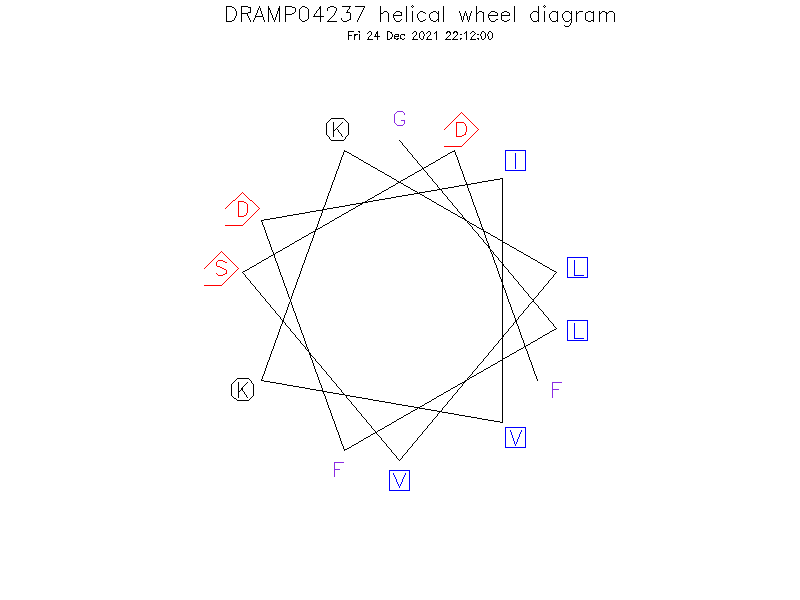 DRAMP04237 helical wheel diagram
Fri 24 Dec 2021 22:12:00
G
D
K
I
D
S
L
L
K
F
V
F
V